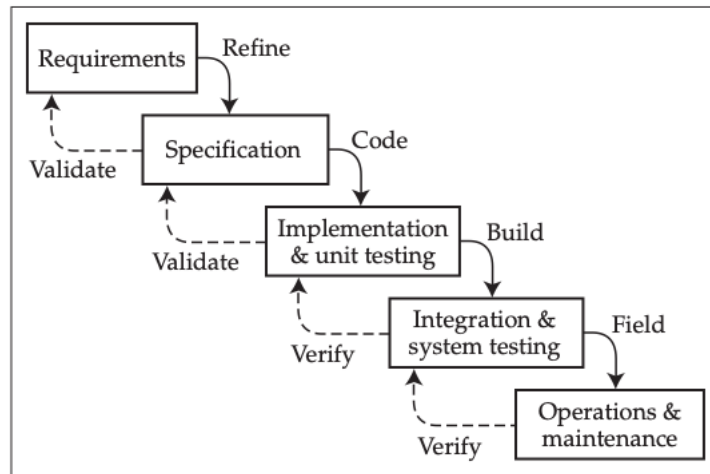 Requirements
Refine
Validate
Specification
Code
Validate
Implementation
& unit testing
Build
Verify
Integration &
system testing
Field
Verify
Operations &
maintenance